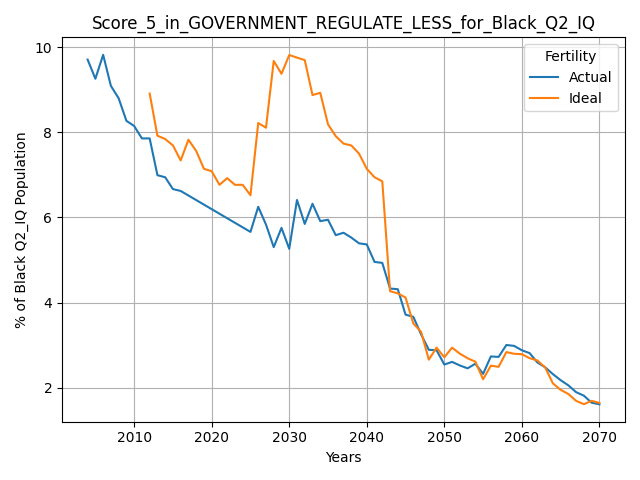 Score_5_in_GOVERNMENT_REGULATE_LESS_for_Black_Q2_IQ
% of Black Q2_IQ Population
10
8
6
4
2
Fertility
Actual
Ideal
2010 2020 2030 2040 2050 2060 2070
Years